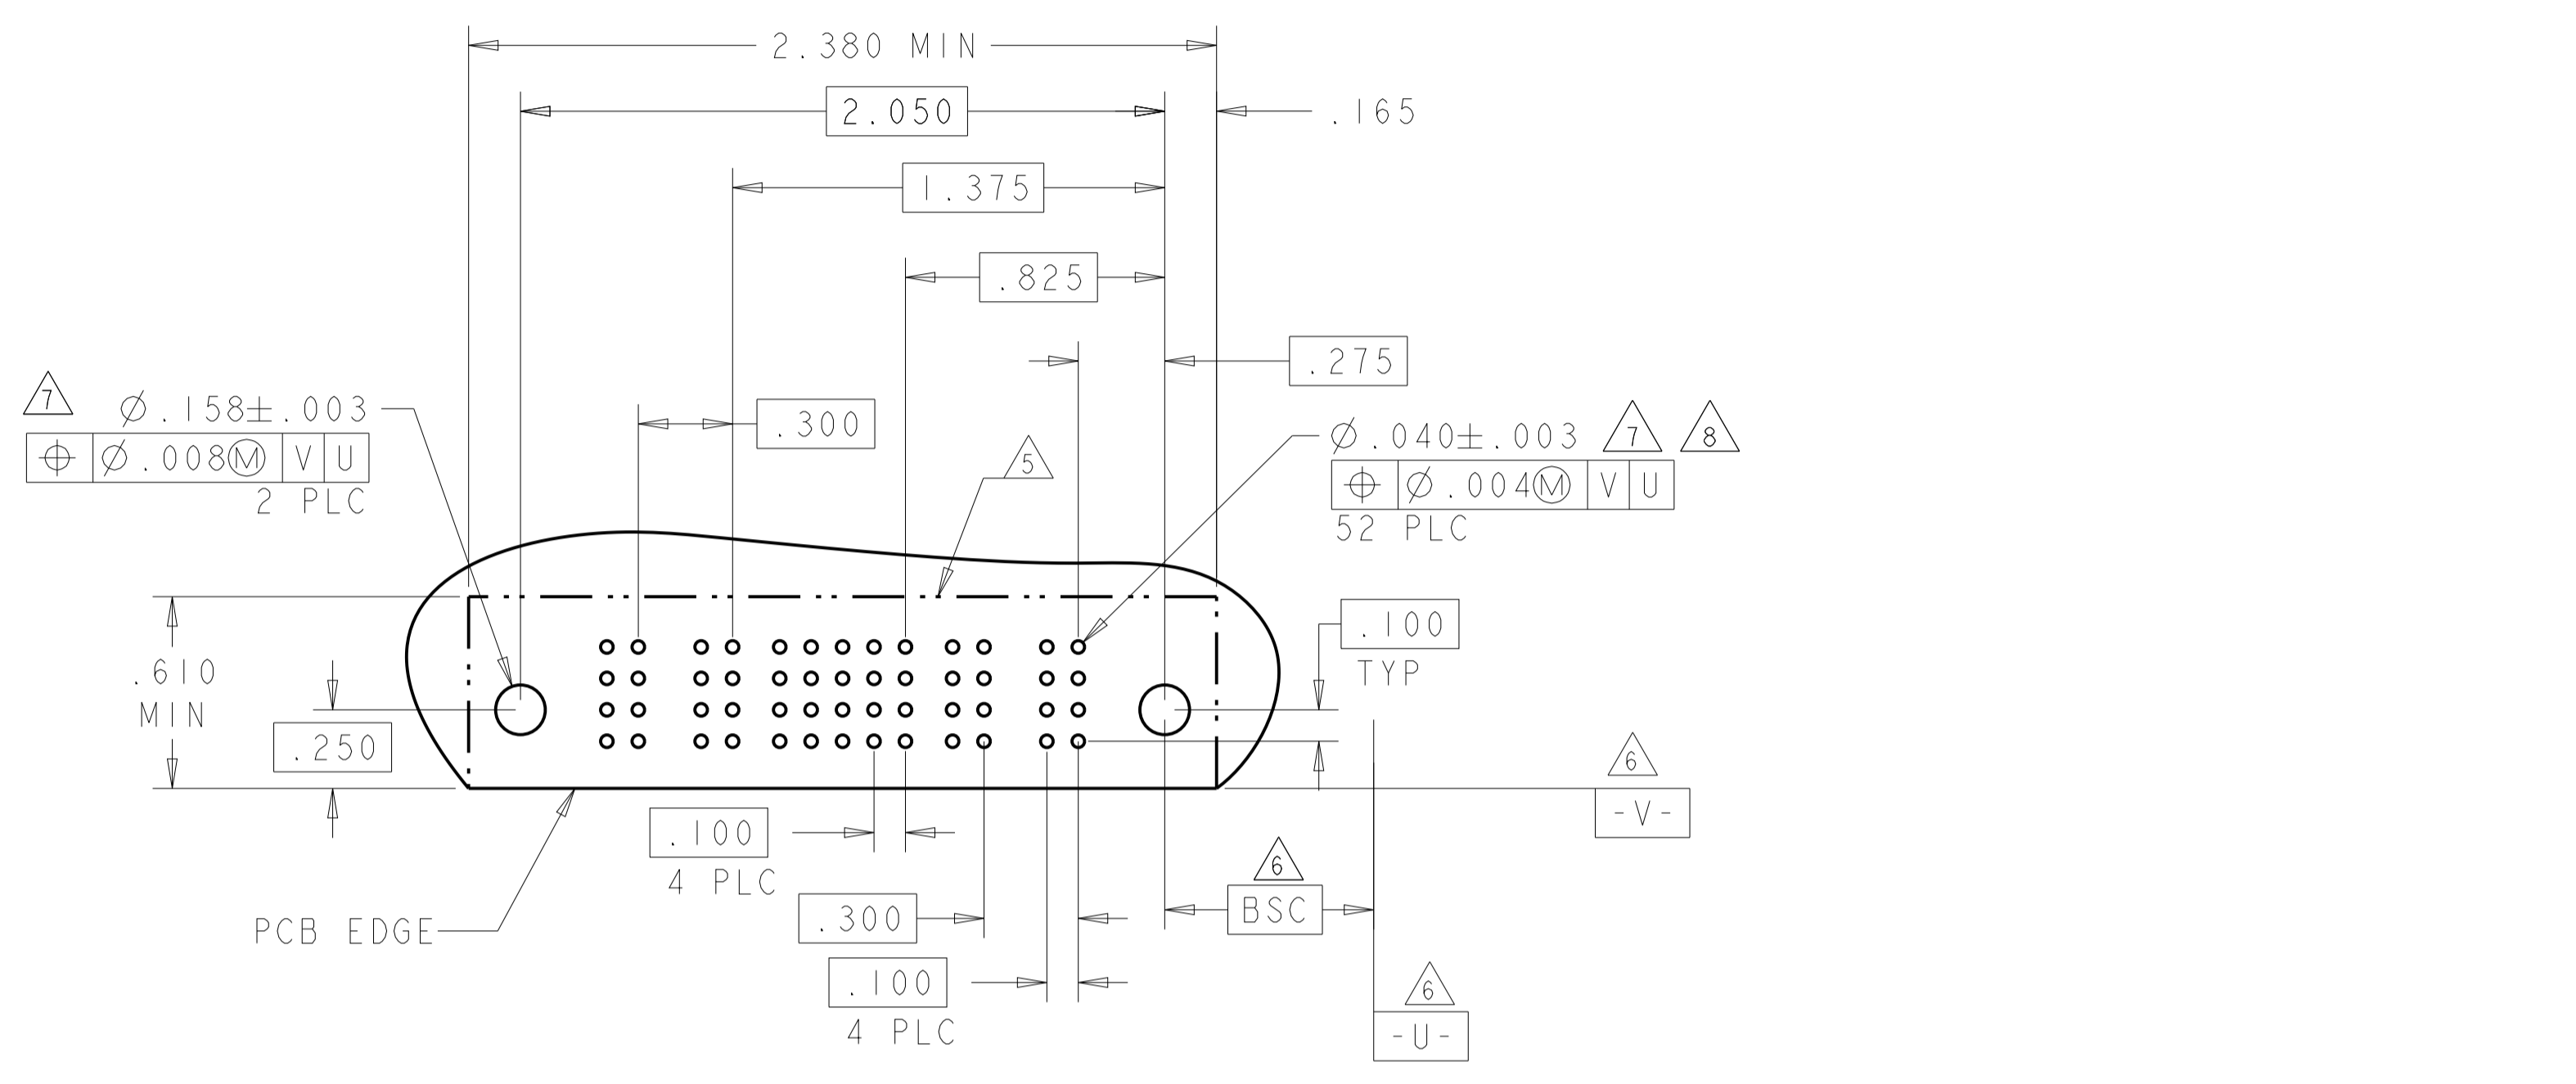 2.380 MIN
2.050
.165
1.375
.825
.275
.300
7
⌀.158±.003
⌖ ⌀.008Ⓜ V U
2 PLC
5
⌀.040±.003
7
8
⌖ ⌀.004Ⓜ V U
52 PLC
.100
TYP
.610
MIN
.250
6
-V-
.100
4 PLC
6
BSC
.300
PCB EDGE
.100
4 PLC
6
-U-